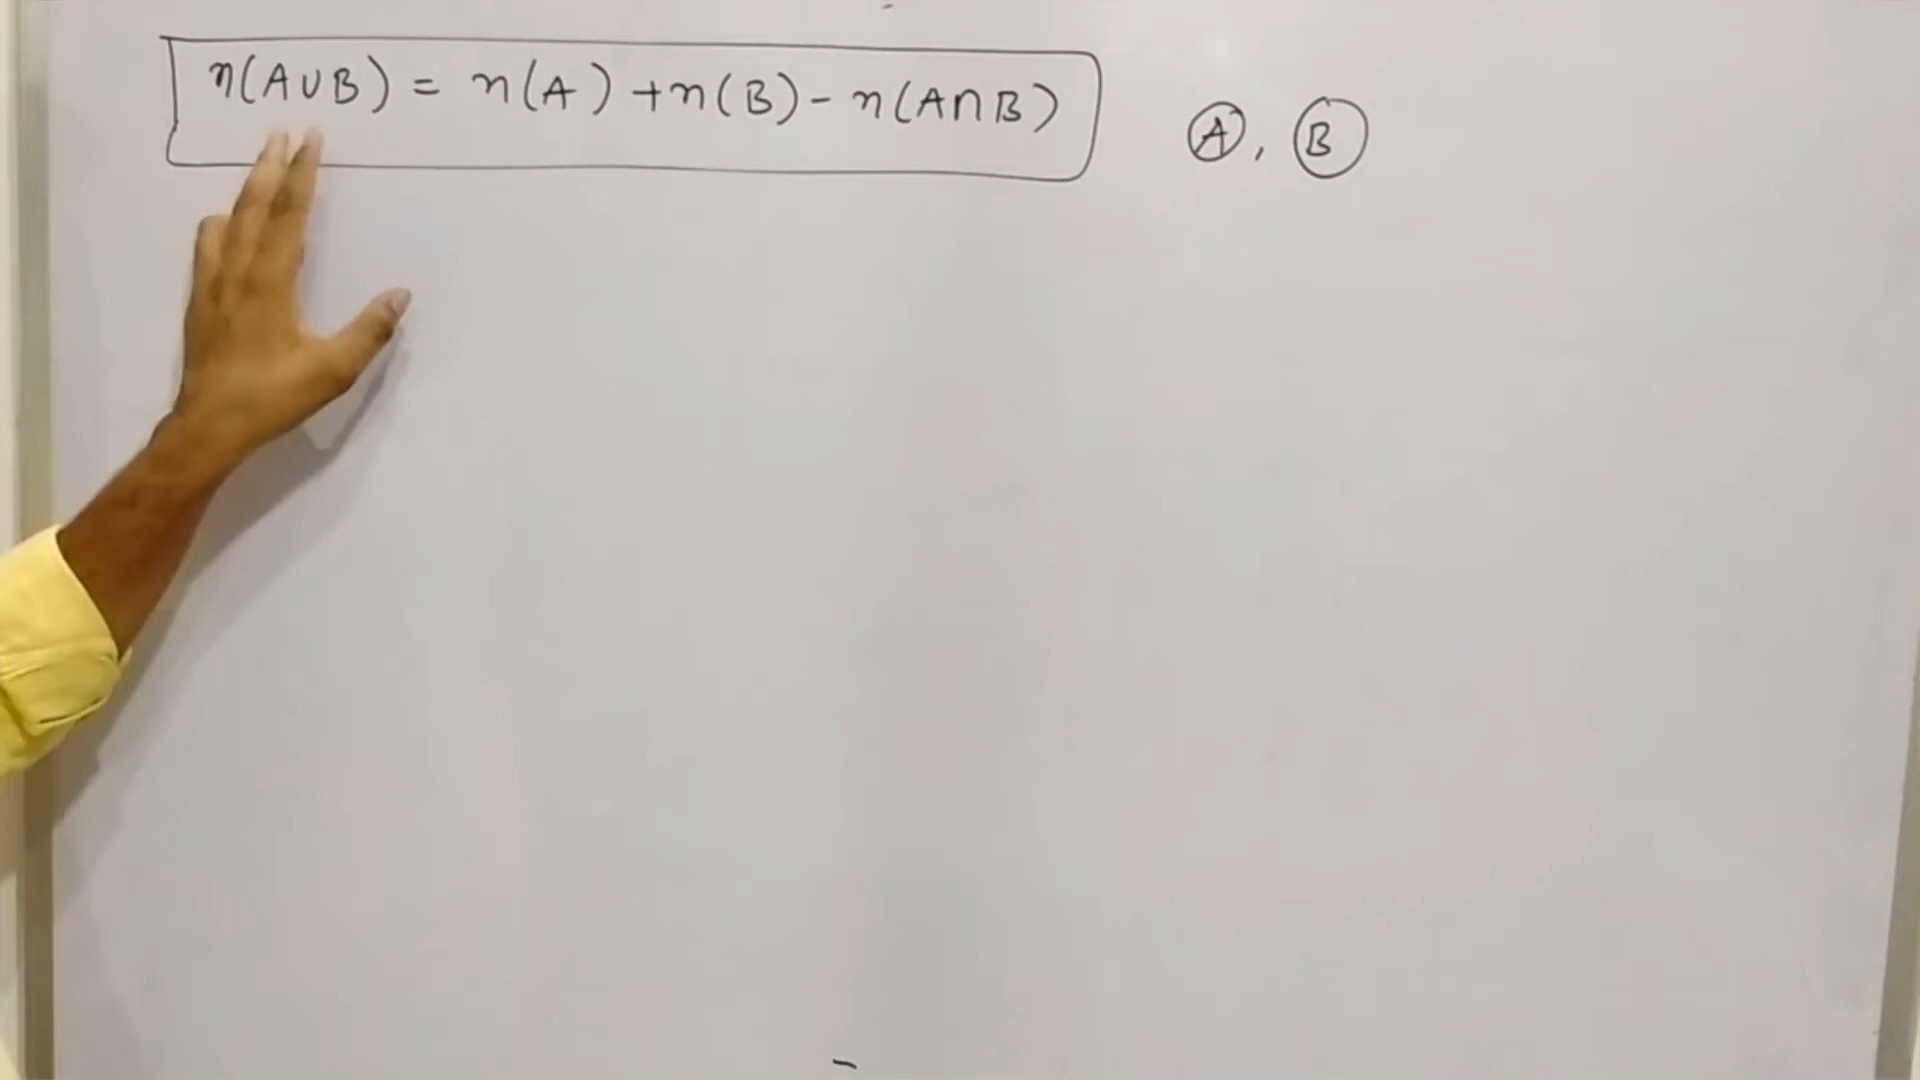 n(A∪B) = n(A) + n(B) - n(A∩B)
A, B